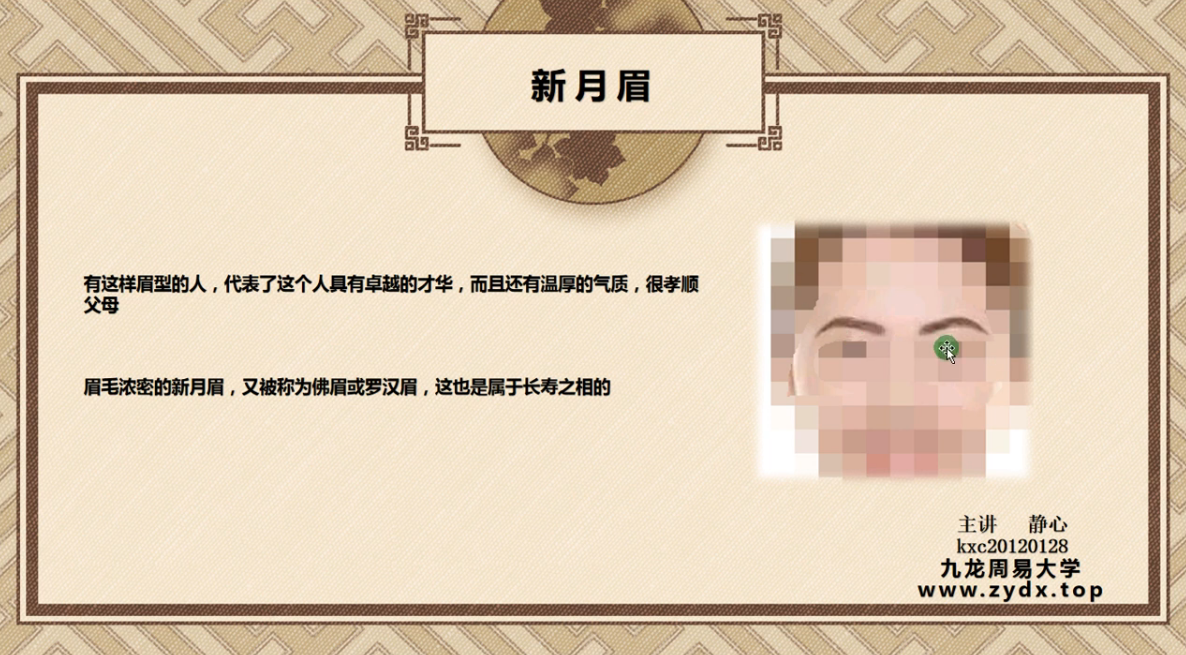 新月眉
有这样眉型的人，代表了这个人具有卓越的才华，而且还有温厚的气质，很孝顺
父母
眉毛浓密的新月眉，又被称为佛眉或罗汉眉，这也是属于长寿之相的
主讲 静心
kxc20120128
九龙周易大学
www.zydx.top